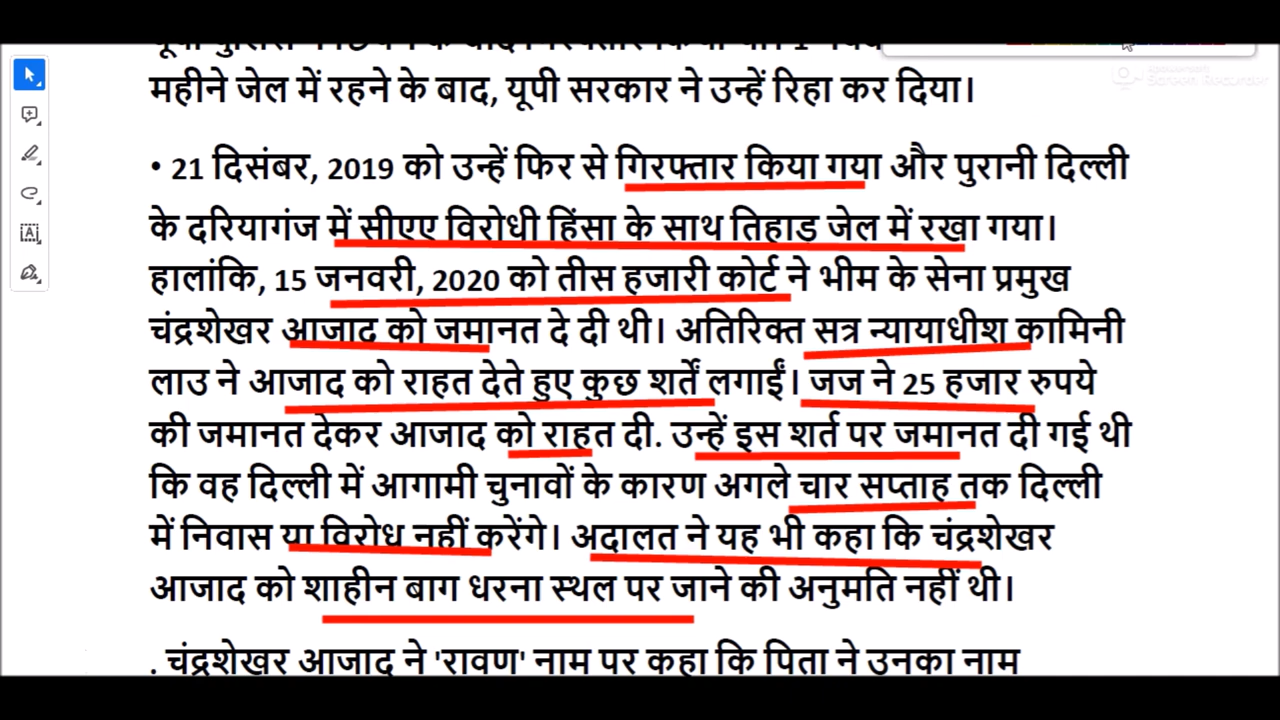 महीने जेल में रहने के बाद, यूपी सरकार ने उन्हें रिहा कर दिया।
• 21 दिसंबर, 2019 को उन्हें फिर से गिरफ्तार किया गया और पुरानी दिल्ली
के दरियागंज में सीएए विरोधी हिंसा के साथ तिहाड जेल में रखा गया।
हालांकि, 15 जनवरी, 2020 को तीस हजारी कोर्ट ने भीम के सेना प्रमुख
चंद्रशेखर आजाद को जमानत दे दी थी। अतिरिक्त सत्र न्यायाधीश कामिनी
लाउ ने आजाद को राहत देते हुए कुछ शर्तें लगाईं। जज ने 25 हजार रुपये
की जमानत देकर आजाद को राहत दी. उन्हें इस शर्त पर जमानत दी गई थी
कि वह दिल्ली में आगामी चुनावों के कारण अगले चार सप्ताह तक दिल्ली
में निवास या विरोध नहीं करेंगे। अदालत ने यह भी कहा कि चंद्रशेखर
आजाद को शाहीन बाग धरना स्थल पर जाने की अनुमति नहीं थी।
. चंद्रशेखर आजाद ने 'रावण' नाम पर कहा कि पिता ने उनका नाम